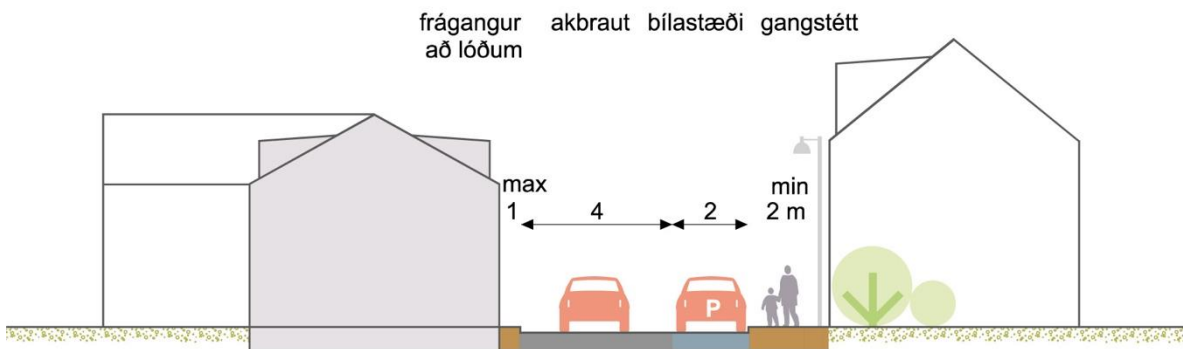 frágangur akbraut bílastæði gangstétt
að lóðum
max min
1 4 2 2 m
P